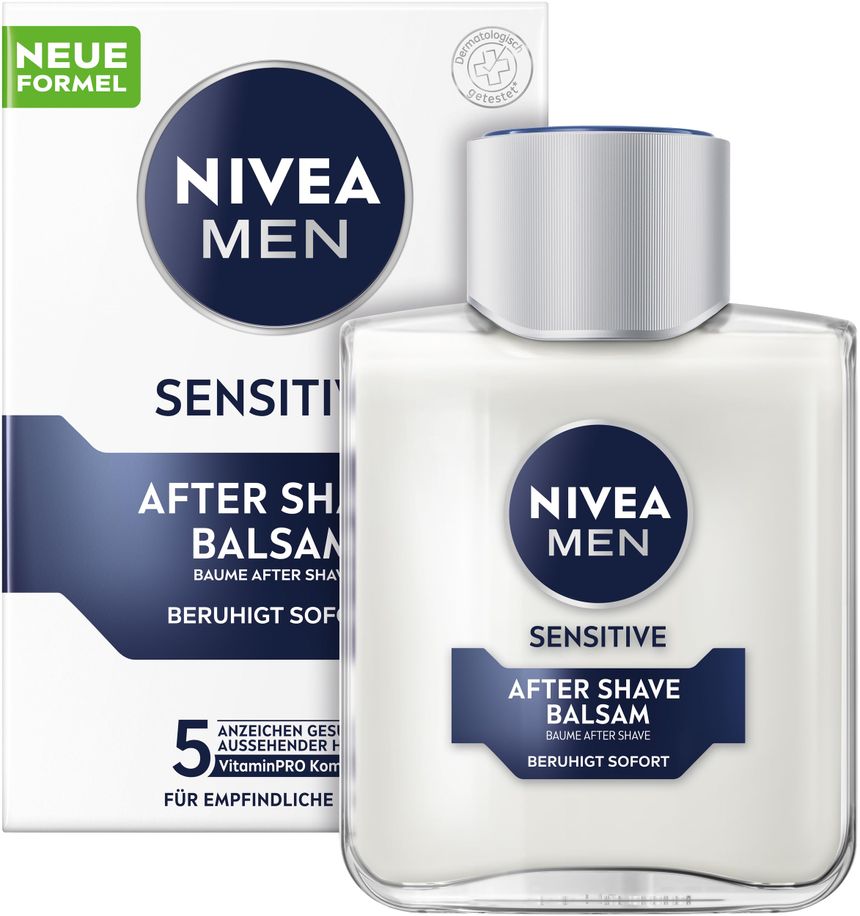 NEUE
FORMEL
Dermatologisch
getestet*
NIVEA
MEN
SENSITIV
AFTER SHA
BALSAM
BAUME AFTER SHAV
BERUHIGT SOFO
5 ANZEICHEN GESU
AUSSEHENDER H
VitaminPRO Kom
FÜR EMPFINDLICHE
NIVEA
MEN
SENSITIVE
AFTER SHAVE
BALSAM
BAUME AFTER SHAVE
BERUHIGT SOFORT